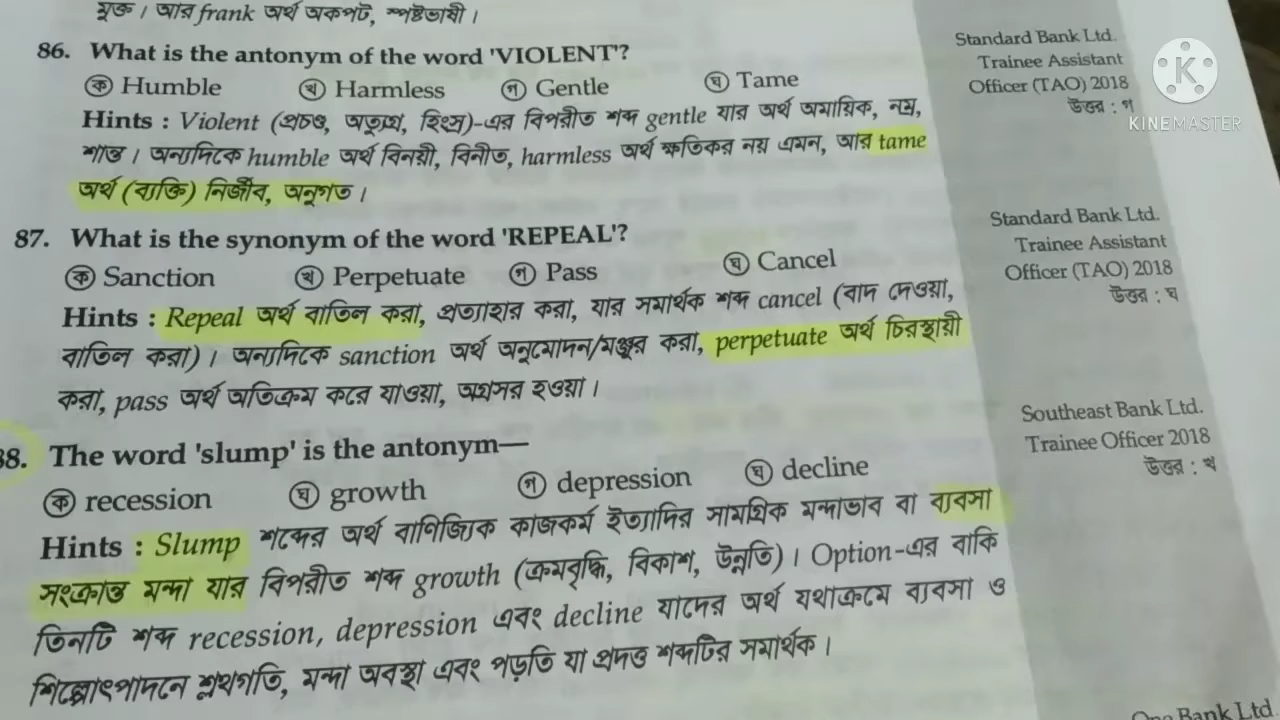 মুক্ত। আর frank অর্থ অকপট, স্পষ্টভাষী।
86. What is the antonym of the word 'VIOLENT'?
ক Humble খ Harmless গ Gentle ঘ Tame
Hints : Violent (প্রচণ্ড, অত্যুগ্র, হিংস্র)-এর বিপরীত শব্দ gentle যার অর্থ অমায়িক, নম্র,
শান্ত। অন্যদিকে humble অর্থ বিনয়ী, বিনীত, harmless অর্থ ক্ষতিকর নয় এমন, আর tame
অর্থ (ব্যক্তি) নির্জীব, অনুগত।
Standard Bank Ltd.
Trainee Assistant
Officer (TAO) 2018
উত্তর : গ
KINEMASTER
87. What is the synonym of the word 'REPEAL'?
ক Sanction খ Perpetuate গ Pass ঘ Cancel
Hints : Repeal অর্থ বাতিল করা, প্রত্যাহার করা, যার সমার্থক শব্দ cancel (বাদ দেওয়া,
বাতিল করা)। অন্যদিকে sanction অর্থ অনুমোদন/মঞ্জুর করা, perpetuate অর্থ চিরস্থায়ী
করা, pass অর্থ অতিক্রম করে যাওয়া, অগ্রসর হওয়া।
Standard Bank Ltd.
Trainee Assistant
Officer (TAO) 2018
উত্তর : ঘ
88. The word 'slump' is the antonym—
ক recession ঘ growth গ depression ঘ decline
Hints : Slump শব্দের অর্থ বাণিজ্যিক কাজকর্ম ইত্যাদির সামগ্রিক মন্দাভাব বা ব্যবসা
সংক্রান্ত মন্দা যার বিপরীত শব্দ growth (ক্রমবৃদ্ধি, বিকাশ, উন্নতি)। Option-এর বাকি
তিনটি শব্দ recession, depression এবং decline যাদের অর্থ যথাক্রমে ব্যবসা ও
শিল্পোৎপাদনে শ্লথগতি, মন্দা অবস্থা এবং পড়তি যা প্রদত্ত শব্দটির সমার্থক।
Southeast Bank Ltd.
Trainee Officer 2018
উত্তর : খ
One Bank Ltd.